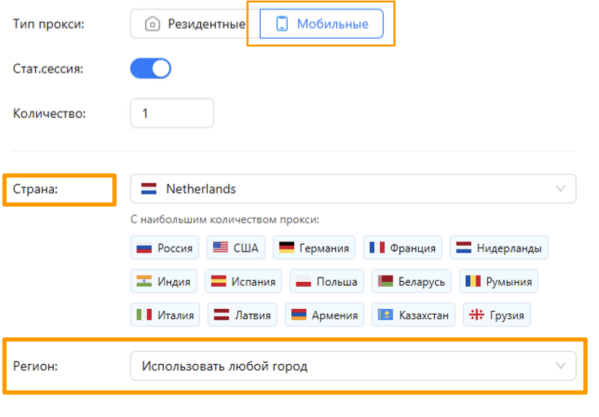 Тип прокси: Резидентные Мобильные
Стат.сессия:
Количество: 1
Страна: Netherlands
С наибольшим количеством прокси:
Россия США Германия Франция Нидерланды
Индия Испания Польша Беларусь Румыния
Италия Латвия Армения Казахстан Грузия
Регион: Использовать любой город